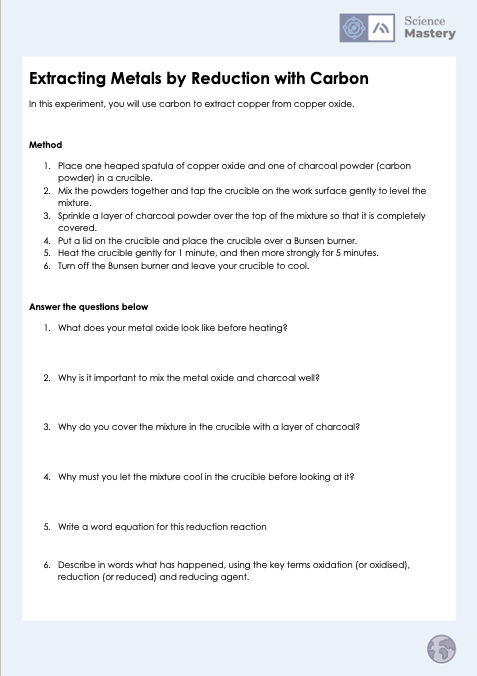 Science
Mastery
Extracting Metals by Reduction with Carbon
In this experiment, you will use carbon to extract copper from copper oxide.
Method
1. Place one heaped spatula of copper oxide and one of charcoal powder (carbon
powder) in a crucible.
2. Mix the powders together and tap the crucible on the work surface gently to level the
mixture.
3. Sprinkle a layer of charcoal powder over the top of the mixture so that it is completely
covered.
4. Put a lid on the crucible and place the crucible over a Bunsen burner.
5. Heat the crucible gently for 1 minute, and then more strongly for 5 minutes.
6. Turn off the Bunsen burner and leave your crucible to cool.
Answer the questions below
1. What does your metal oxide look like before heating?
2. Why is it important to mix the metal oxide and charcoal well?
3. Why do you cover the mixture in the crucible with a layer of charcoal?
4. Why must you let the mixture cool in the crucible before looking at it?
5. Write a word equation for this reduction reaction
6. Describe in words what has happened, using the key terms oxidation (or oxidised),
reduction (or reduced) and reducing agent.